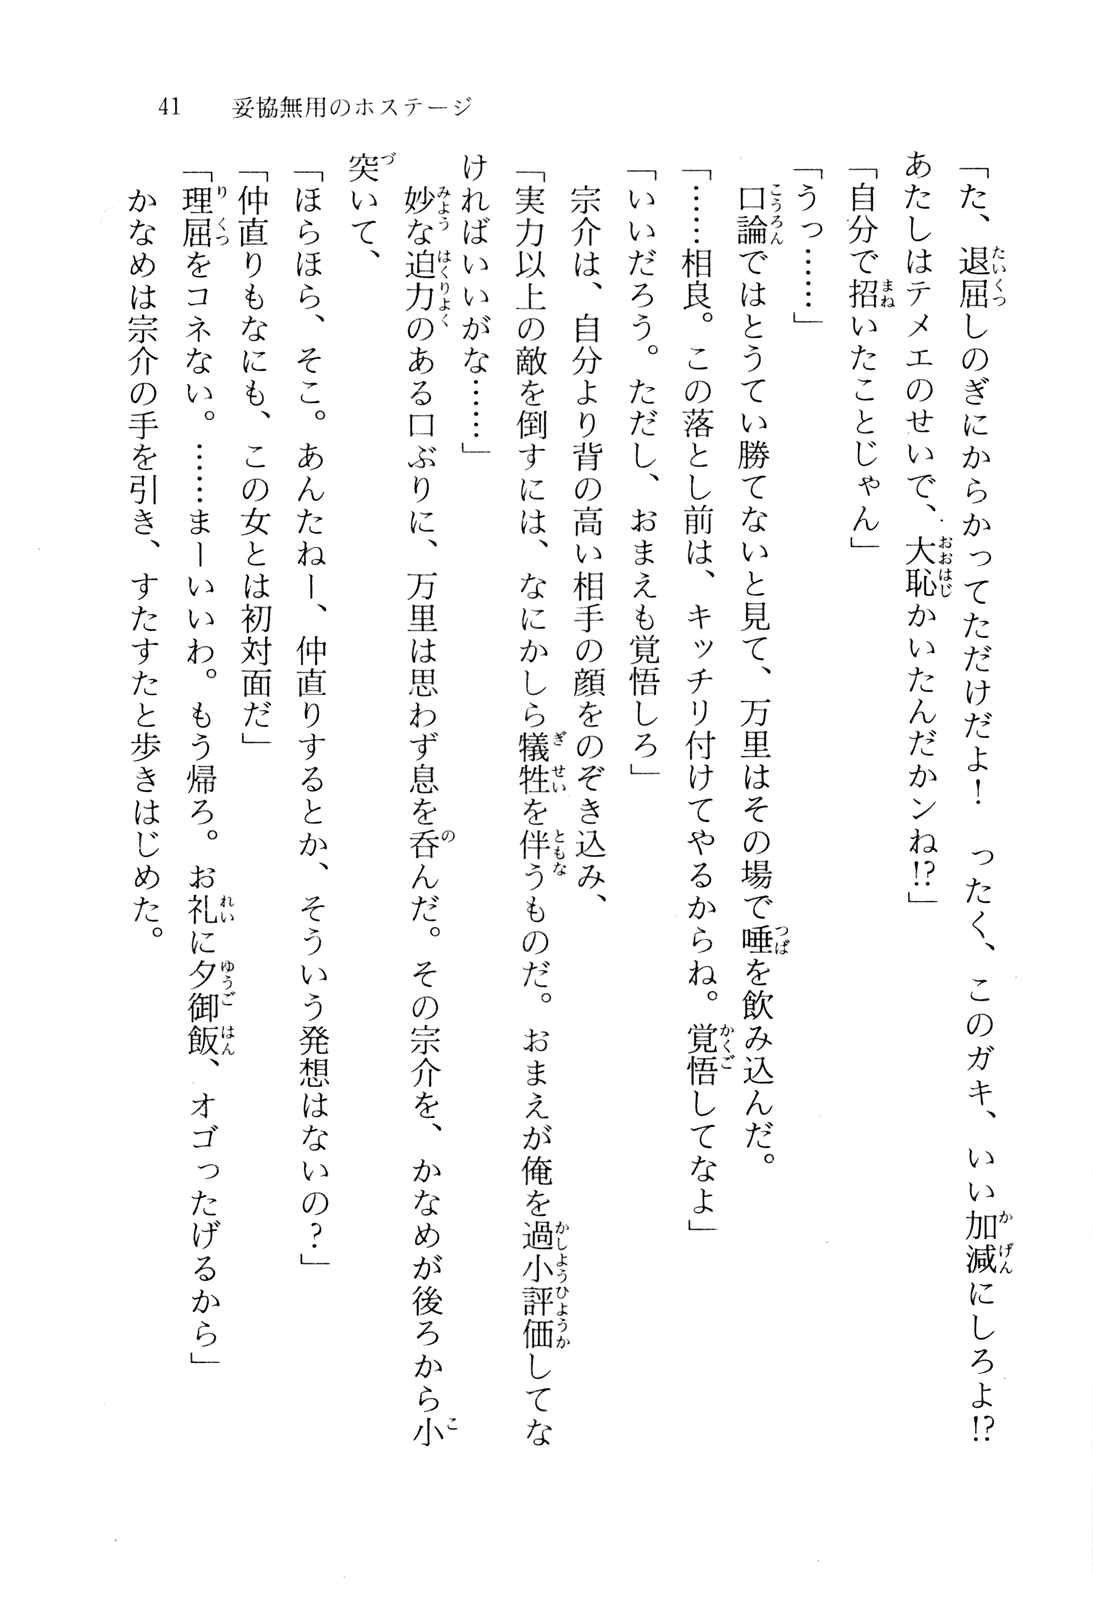 41　妥協無用のホステージ
「た、退屈しのぎにからかってただけだよ！　ったく、このガキ、いい加減にしろよ!?
あたしはテメエのせいで、大恥かいたんだかンね!?」
「自分で招いたことじゃん」
「うっ……」
　口論ではとうてい勝てないと見て、万里はその場で唾を飲み込んだ。
「……相良。この落とし前は、キッチリ付けてやるからね。覚悟してなよ」
「いいだろう。ただし、おまえも覚悟しろ」
　宗介は、自分より背の高い相手の顔をのぞき込み、
「実力以上の敵を倒すには、なにかしら犠牲を伴うものだ。おまえが俺を過小評価してな
ければいいがな……」
　妙な迫力のある口ぶりに、万里は思わず息を呑んだ。その宗介を、かなめが後ろから小
突いて、
「ほらほら、そこ。あんたねー、仲直りするとか、そういう発想はないの？」
「仲直りもなにも、この女とは初対面だ」
「理屈をコネない。……まーいいわ。もう帰ろ。お礼に夕御飯、オゴったげるから」
　かなめは宗介の手を引き、すたすたと歩きはじめた。